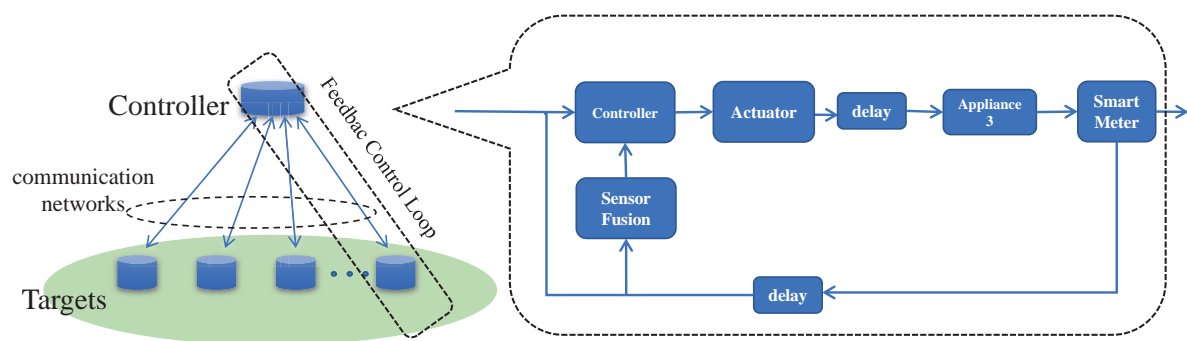 Controller
communication
networks
Targets
Feedbac Control Loop
Controller
Actuator
delay
Appliance
3
Smart
Meter
Sensor
Fusion
delay